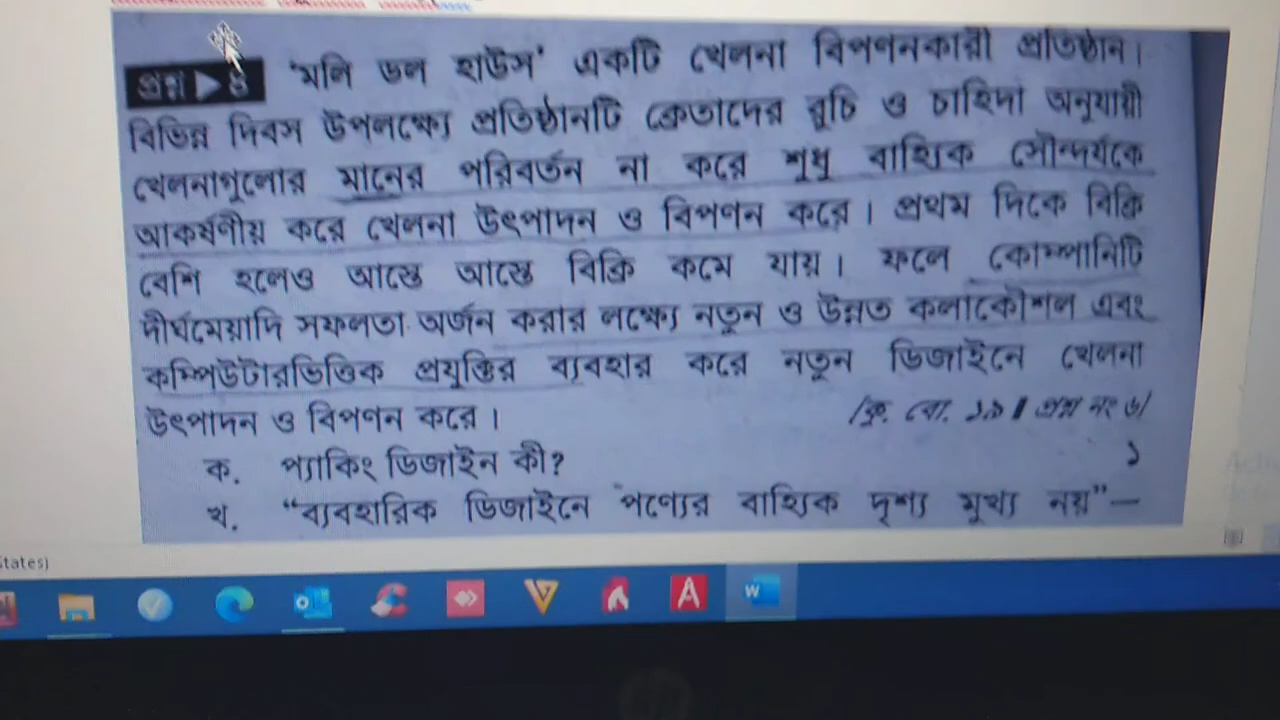 প্রশ্ন ▶ ৪ 'মলি ডল হাউস' একটি খেলনা বিপণনকারী প্রতিষ্ঠান।
বিভিন্ন দিবস উপলক্ষ্যে প্রতিষ্ঠানটি ক্রেতাদের রুচি ও চাহিদা অনুযায়ী
খেলনাগুলোর মানের পরিবর্তন না করে শুধু বাহ্যিক সৌন্দর্যকে
আকর্ষণীয় করে খেলনা উৎপাদন ও বিপণন করে। প্রথম দিকে বিক্রি
বেশি হলেও আস্তে আস্তে বিক্রি কমে যায়। ফলে কোম্পানিটি
দীর্ঘমেয়াদি সফলতা অর্জন করার লক্ষ্যে নতুন ও উন্নত কলাকৌশল এবং
কম্পিউটারভিত্তিক প্রযুক্তির ব্যবহার করে নতুন ডিজাইনে খেলনা
উৎপাদন ও বিপণন করে। /কু. বো. ১৯ । প্রশ্ন নং ৬/
ক. প্যাকিং ডিজাইন কী? ১
খ. "ব্যবহারিক ডিজাইনে পণ্যের বাহ্যিক দৃশ্য মুখ্য নয়"—
States)